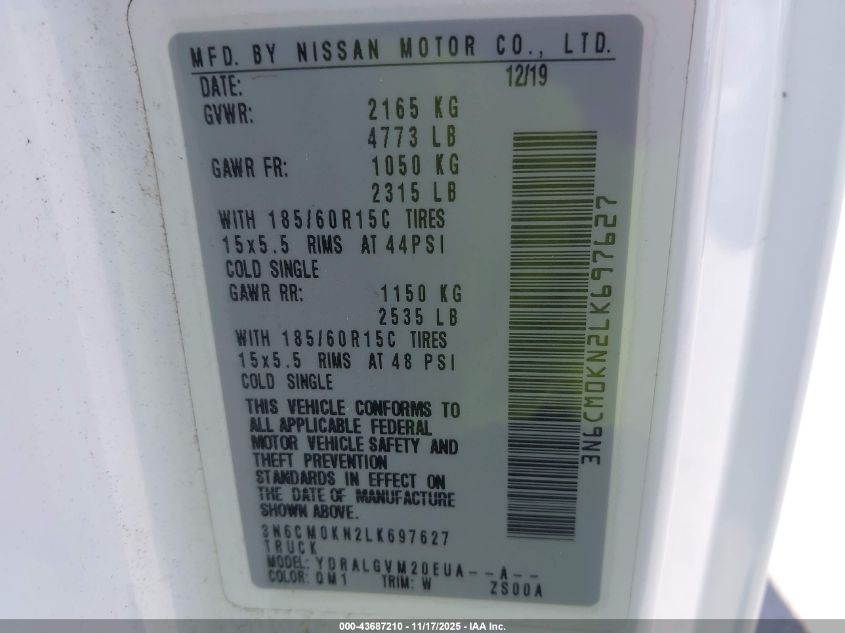 MFD. BY NISSAN MOTOR CO., LTD.
DATE: 12/19
GVWR: 2165 KG
4773 LB
GAWR FR: 1050 KG
2315 LB
WITH 185/60R15C TIRES
15x5.5 RIMS AT 44PSI
COLD SINGLE
GAWR RR: 1150 KG
2535 LB
WITH 185/60R15C TIRES
15x5.5 RIMS AT 48 PSI
COLD SINGLE
THIS VEHICLE CONFORMS TO
ALL APPLICABLE FEDERAL
MOTOR VEHICLE SAFETY AND
THEFT PREVENTION
STANDARDS IN EFFECT ON
THE DATE OF MANUFACTURE
SHOWN ABOVE.
3N6CM0KN2LK697627
TRUCK
MODEL: YDRALGVM20EUA--A--
COLOR: QM1 TRIM: W ZS00A
3N6CM0KN2LK697627
000-43687210 - 11/17/2025 - IAA Inc.